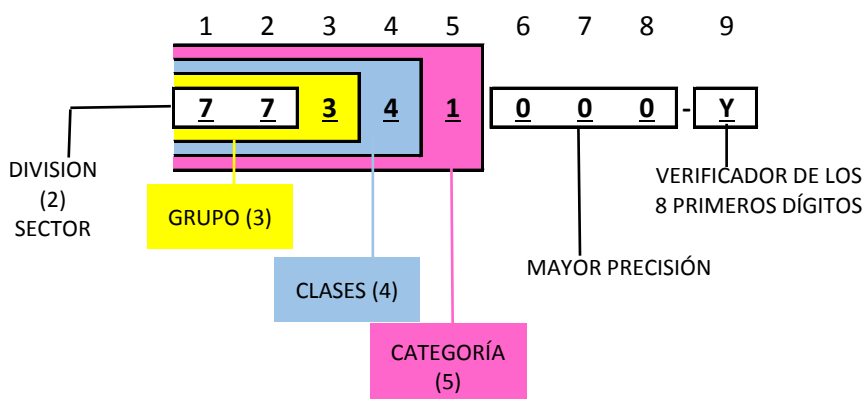 1 2 3 4 5 6 7 8 9
7 7 3 4 1 0 0 0 - Y
DIVISION
(2)
SECTOR
GRUPO (3)
CLASES (4)
CATEGORÍA
(5)
MAYOR PRECISIÓN
VERIFICADOR DE LOS
8 PRIMEROS DÍGITOS